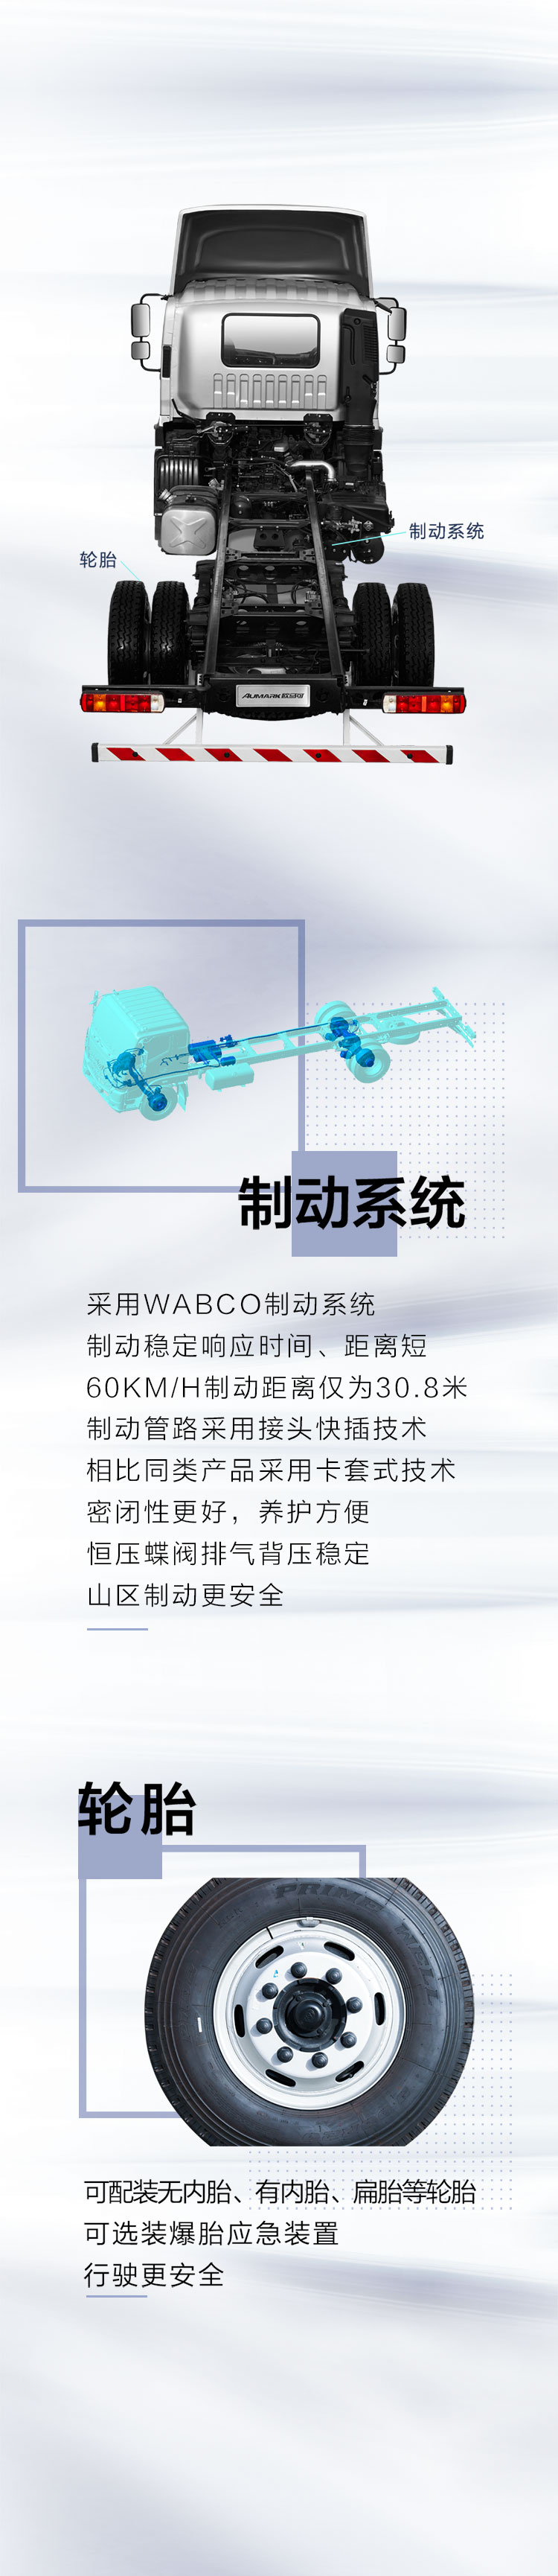 制动系统
轮胎
AUMARK欧马可
制动系统
采用WABCO制动系统
制动稳定响应时间、距离短
60KM/H制动距离仅为30.8米
制动管路采用接头快插技术
相比同类产品采用卡套式技术
密闭性更好，养护方便
恒压蝶阀排气背压稳定
山区制动更安全
轮胎
可配装无内胎、有内胎、扁胎等轮胎
可选装爆胎应急装置
行驶更安全